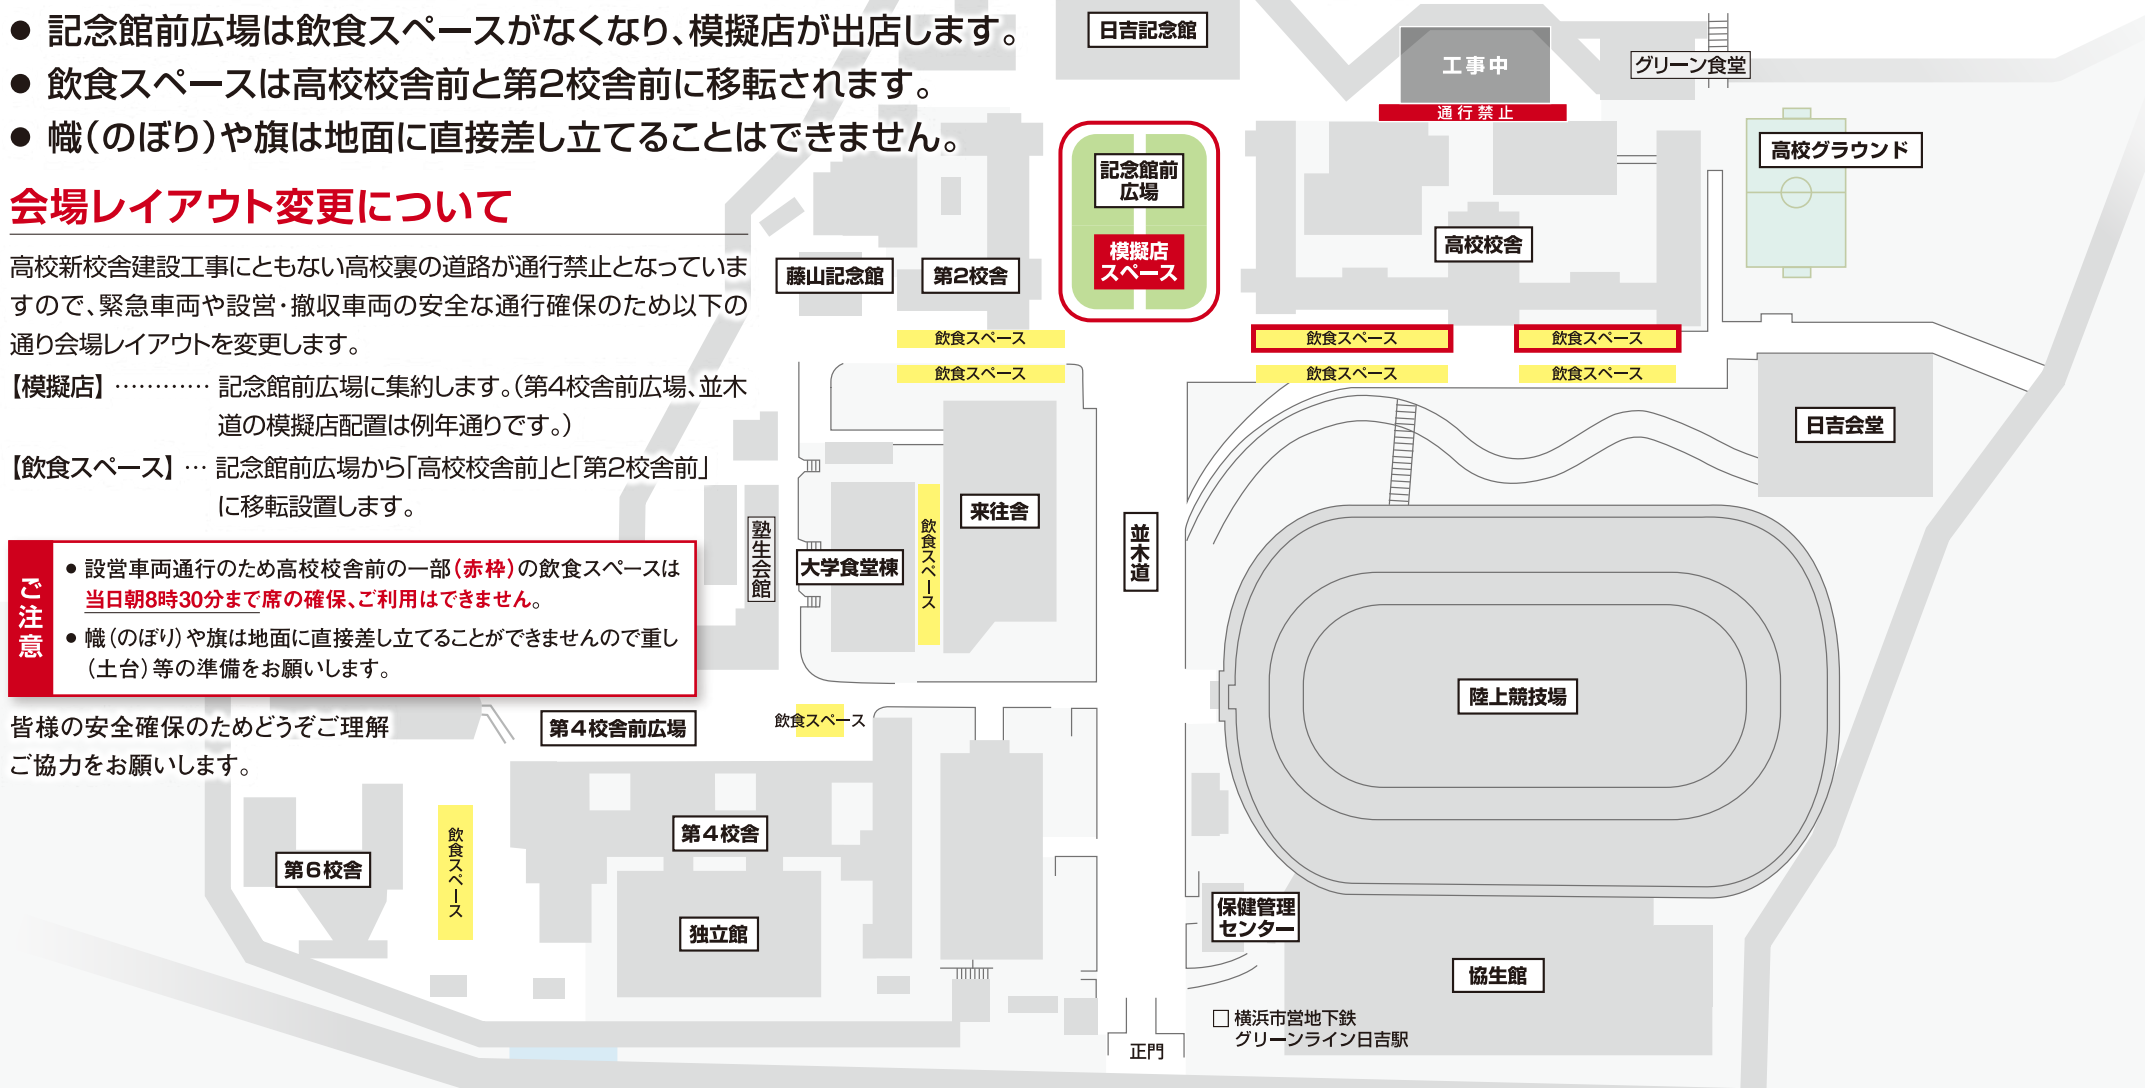 ● 記念館前広場は飲食スペースがなくなり、模擬店が出店します。
● 飲食スペースは高校校舎前と第2校舎前に移転されます。
● 幟（のぼり）や旗は地面に直接差し立てることはできません。
会場レイアウト変更について
高校新校舎建設工事にともない高校裏の道路が通行禁止となっていま
すので、緊急車両や設営・撤収車両の安全な通行確保のため以下の
通り会場レイアウトを変更します。
【模擬店】………… 記念館前広場に集約します。（第4校舎前広場、並木
道の模擬店配置は例年通りです。）
【飲食スペース】… 記念館前広場から「高校校舎前」と「第2校舎前」
に移転設置します。
ご注意
● 設営車両通行のため高校校舎前の一部（赤枠）の飲食スペースは
当日朝8時30分まで席の確保、ご利用はできません。
● 幟（のぼり）や旗は地面に直接差し立てることができませんので重し
（土台）等の準備をお願いします。
皆様の安全確保のためどうぞご理解
ご協力をお願いします。
日吉記念館
工事中
通行禁止
グリーン食堂
高校グラウンド
記念館前
広場
模擬店
スペース
高校校舎
藤山記念館
第2校舎
飲食スペース
飲食スペース
飲食スペース
飲食スペース
飲食スペース
飲食スペース
日吉会堂
塾生会館
大学食堂棟
飲食スペース
来往舎
並木道
陸上競技場
第4校舎前広場
飲食スペース
第6校舎
飲食スペース
第4校舎
独立館
保健管理
センター
協生館
横浜市営地下鉄
グリーンライン日吉駅
正門